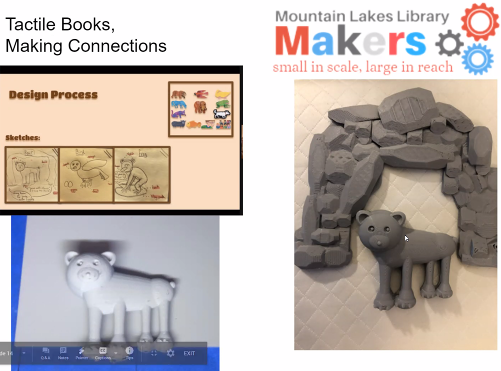 Tactile Books,
Making Connections
Mountain Lakes Library
Makers
small in scale, large in reach
Design Process
Sketches:
EXIT